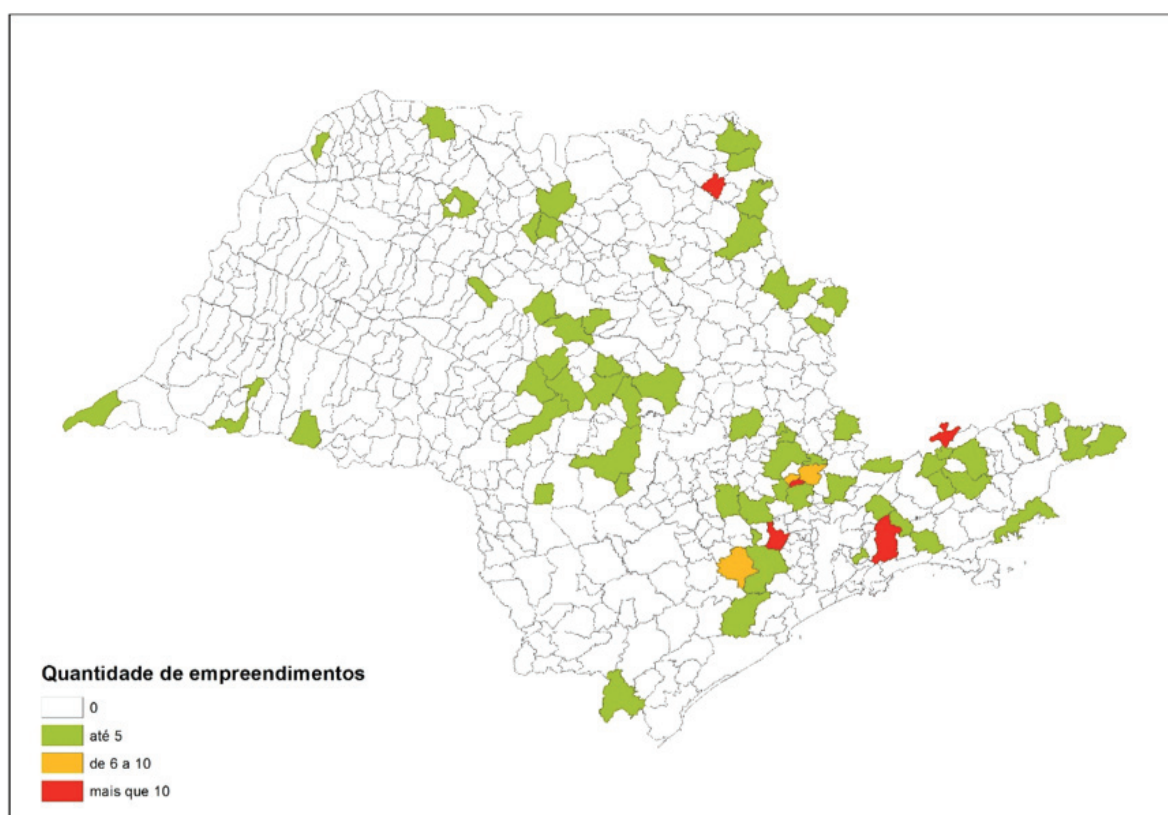 Quantidade de empreendimentos
0
até 5
de 6 a 10
mais que 10